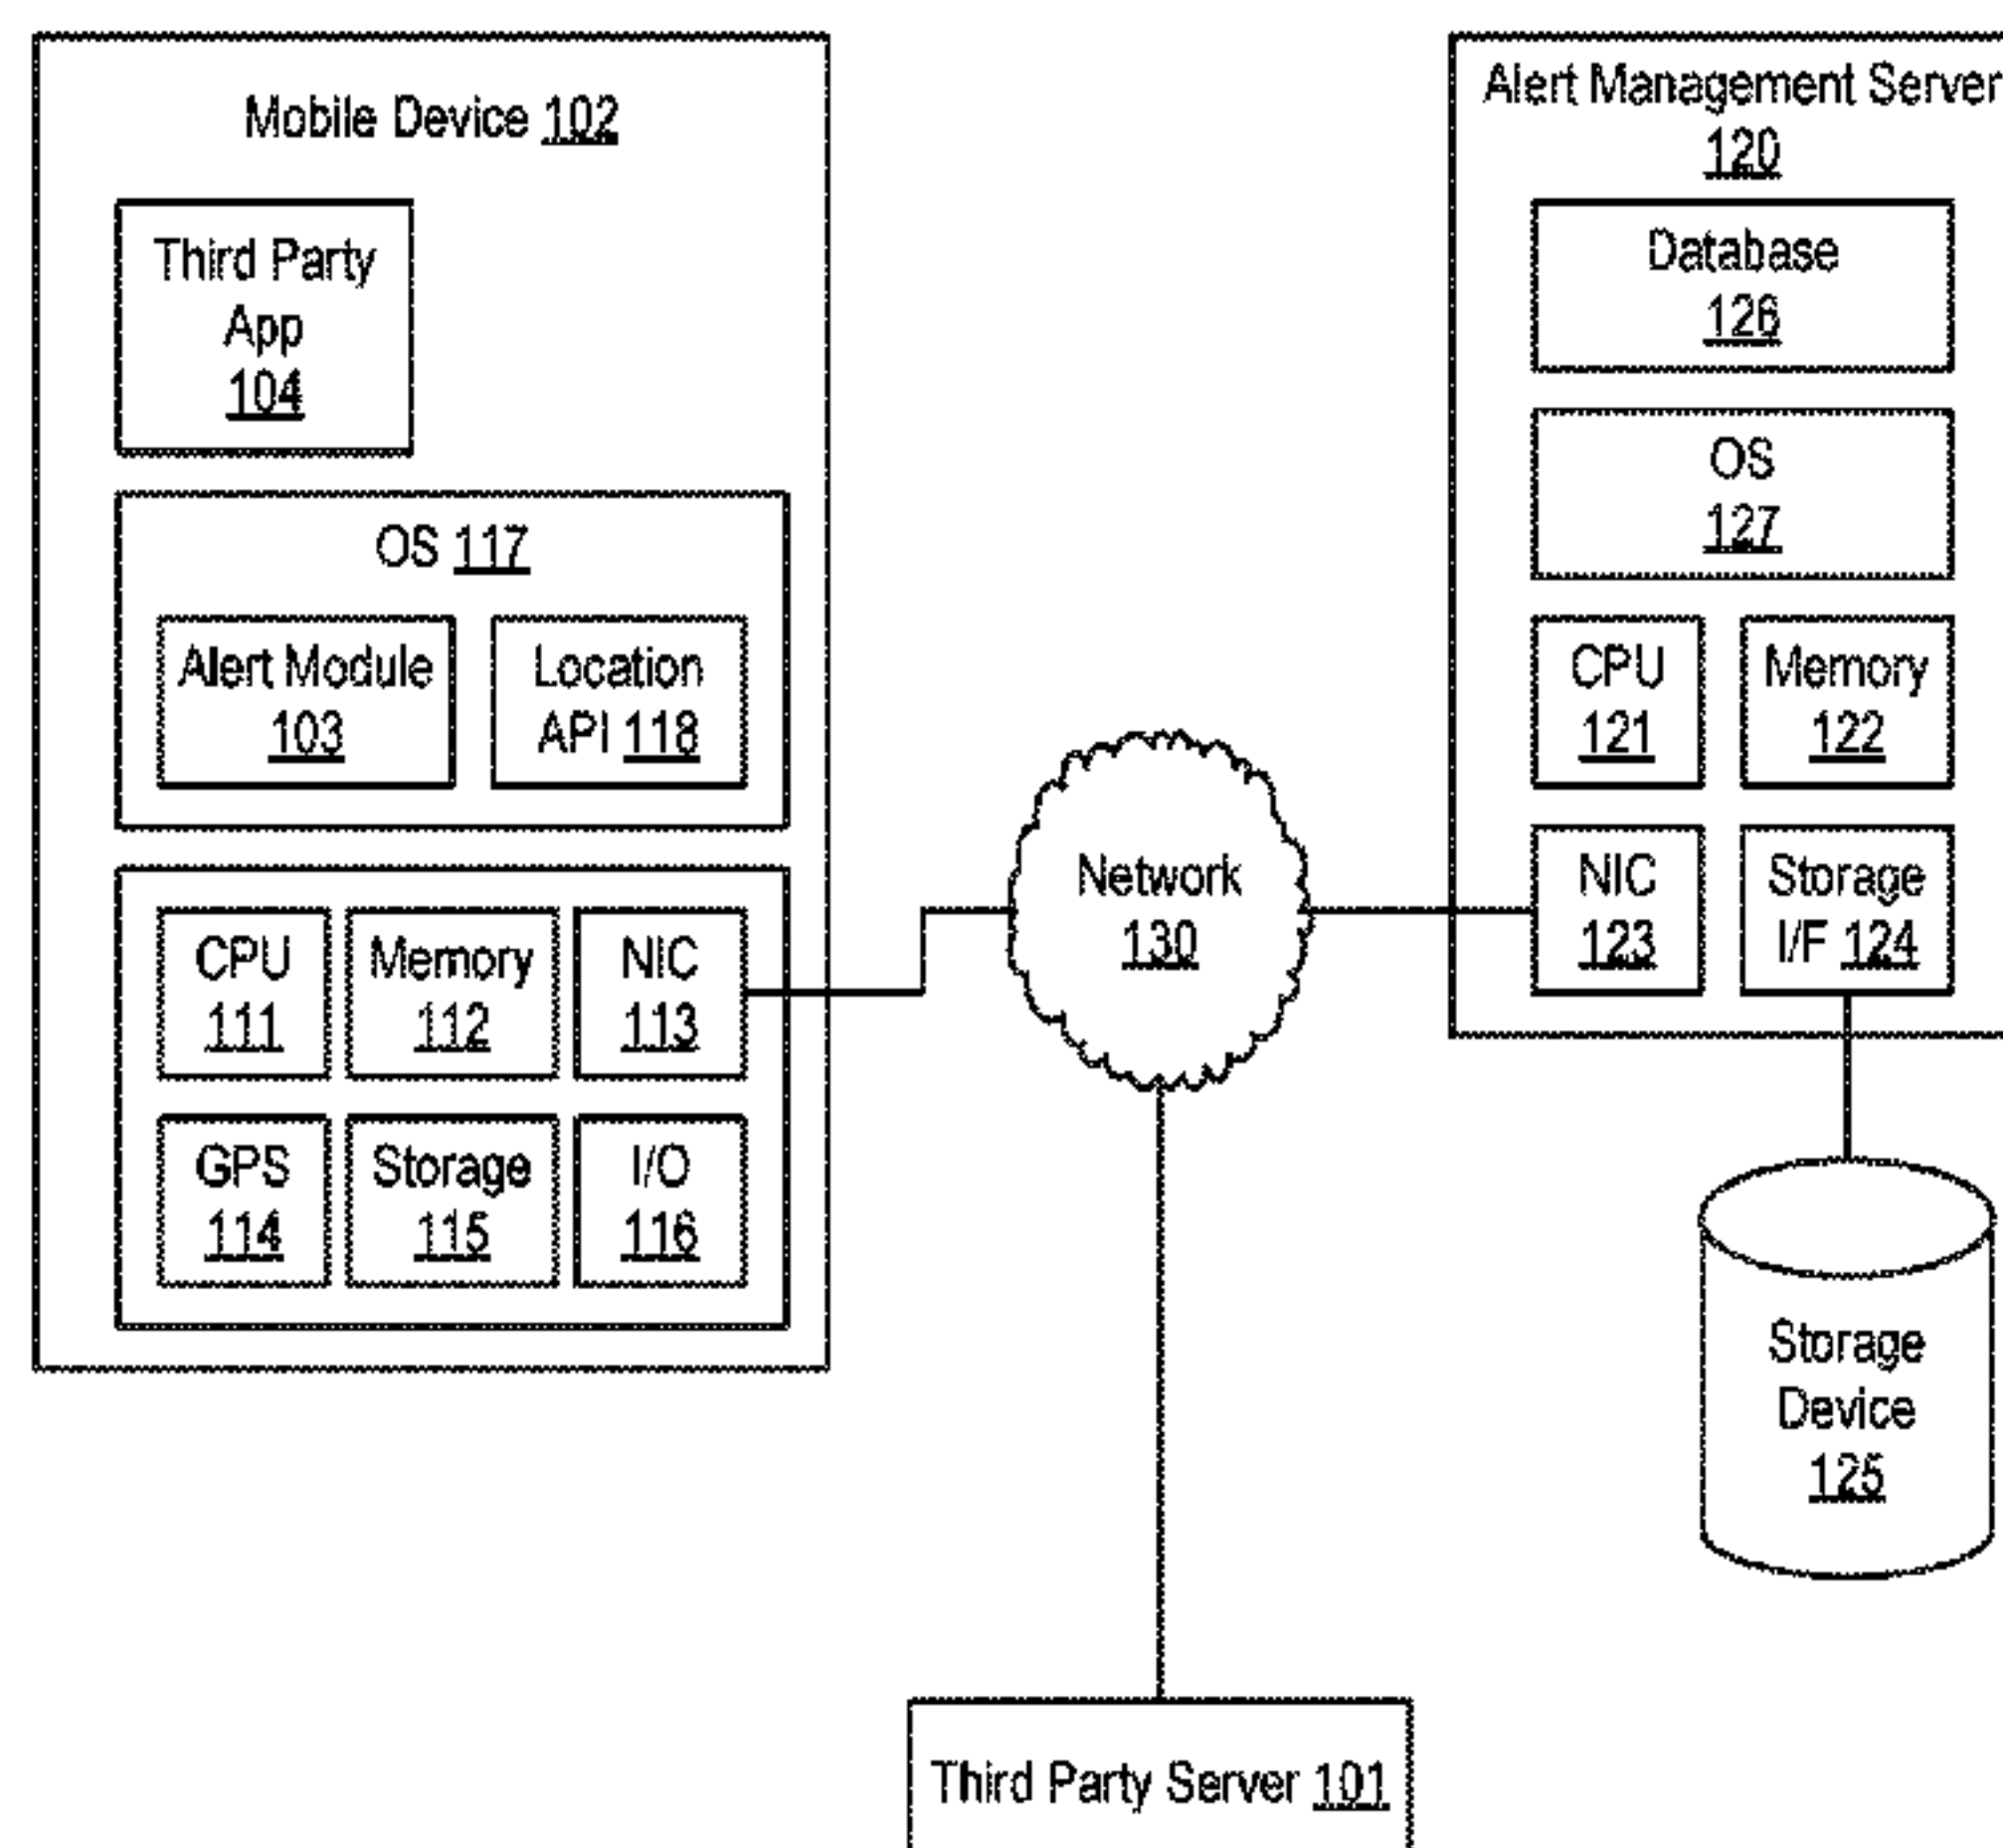 Mobile Device 102
Third Party
App
104
OS 117
Alert Module
103
Location
API 118
CPU
111
Memory
112
NIC
113
GPS
114
Storage
115
I/O
116
Network
130
Alert Management Server
120
Database
126
OS
127
CPU
121
Memory
122
NIC
123
Storage
I/F 124
Storage
Device
125
Third Party Server 101